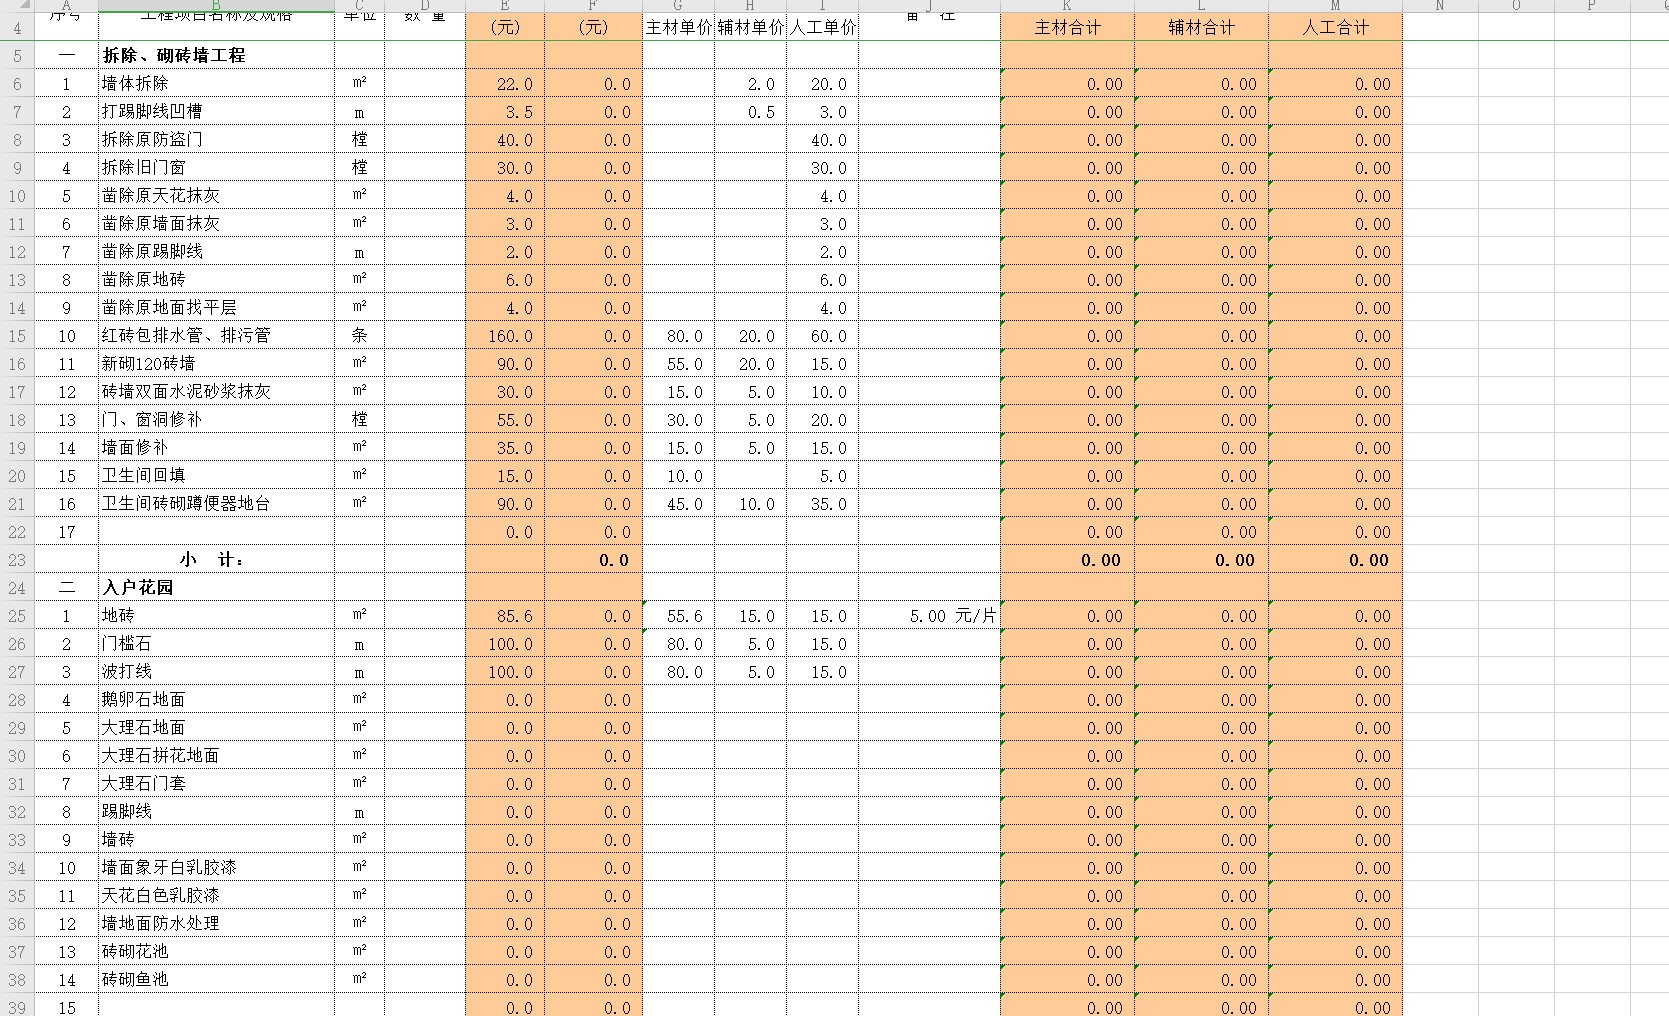 A B C D E F G H I J K L M N O P
序号 工程项目名称及规格 单位 数 量 备 注
4 (元) (元) 主材单价 辅材单价 人工单价 主材合计 辅材合计 人工合计
5 一 拆除、砌砖墙工程
6 1 墙体拆除 m² 22.0 0.0 2.0 20.0 0.00 0.00 0.00
7 2 打踢脚线凹槽 m 3.5 0.0 0.5 3.0 0.00 0.00 0.00
8 3 拆除原防盗门 樘 40.0 0.0 40.0 0.00 0.00 0.00
9 4 拆除旧门窗 樘 30.0 0.0 30.0 0.00 0.00 0.00
10 5 凿除原天花抹灰 m² 4.0 0.0 4.0 0.00 0.00 0.00
11 6 凿除原墙面抹灰 m² 3.0 0.0 3.0 0.00 0.00 0.00
12 7 凿除原踢脚线 m 2.0 0.0 2.0 0.00 0.00 0.00
13 8 凿除原地砖 m² 6.0 0.0 6.0 0.00 0.00 0.00
14 9 凿除原地面找平层 m² 4.0 0.0 4.0 0.00 0.00 0.00
15 10 红砖包排水管、排污管 条 160.0 0.0 80.0 20.0 60.0 0.00 0.00 0.00
16 11 新砌120砖墙 m² 90.0 0.0 55.0 20.0 15.0 0.00 0.00 0.00
17 12 砖墙双面水泥砂浆抹灰 m² 30.0 0.0 15.0 5.0 10.0 0.00 0.00 0.00
18 13 门、窗洞修补 樘 55.0 0.0 30.0 5.0 20.0 0.00 0.00 0.00
19 14 墙面修补 m² 35.0 0.0 15.0 5.0 15.0 0.00 0.00 0.00
20 15 卫生间回填 m² 15.0 0.0 10.0 5.0 0.00 0.00 0.00
21 16 卫生间砖砌蹲便器地台 m² 90.0 0.0 45.0 10.0 35.0 0.00 0.00 0.00
22 17 0.0 0.0 0.00 0.00 0.00
23 小 计： 0.0 0.00 0.00 0.00
24 二 入户花园
25 1 地砖 m² 85.6 0.0 55.6 15.0 15.0 5.00 元/片 0.00 0.00 0.00
26 2 门槛石 m 100.0 0.0 80.0 5.0 15.0 0.00 0.00 0.00
27 3 波打线 m 100.0 0.0 80.0 5.0 15.0 0.00 0.00 0.00
28 4 鹅卵石地面 m² 0.0 0.0 0.00 0.00 0.00
29 5 大理石地面 m² 0.0 0.0 0.00 0.00 0.00
30 6 大理石拼花地面 m² 0.0 0.0 0.00 0.00 0.00
31 7 大理石门套 m² 0.0 0.0 0.00 0.00 0.00
32 8 踢脚线 m 0.0 0.0 0.00 0.00 0.00
33 9 墙砖 m² 0.0 0.0 0.00 0.00 0.00
34 10 墙面象牙白乳胶漆 m² 0.0 0.0 0.00 0.00 0.00
35 11 天花白色乳胶漆 m² 0.0 0.0 0.00 0.00 0.00
36 12 墙地面防水处理 m² 0.0 0.0 0.00 0.00 0.00
37 13 砖砌花池 m² 0.0 0.0 0.00 0.00 0.00
38 14 砖砌鱼池 m² 0.0 0.0 0.00 0.00 0.00
39 15 0.0 0.0 0.00 0.00 0.00